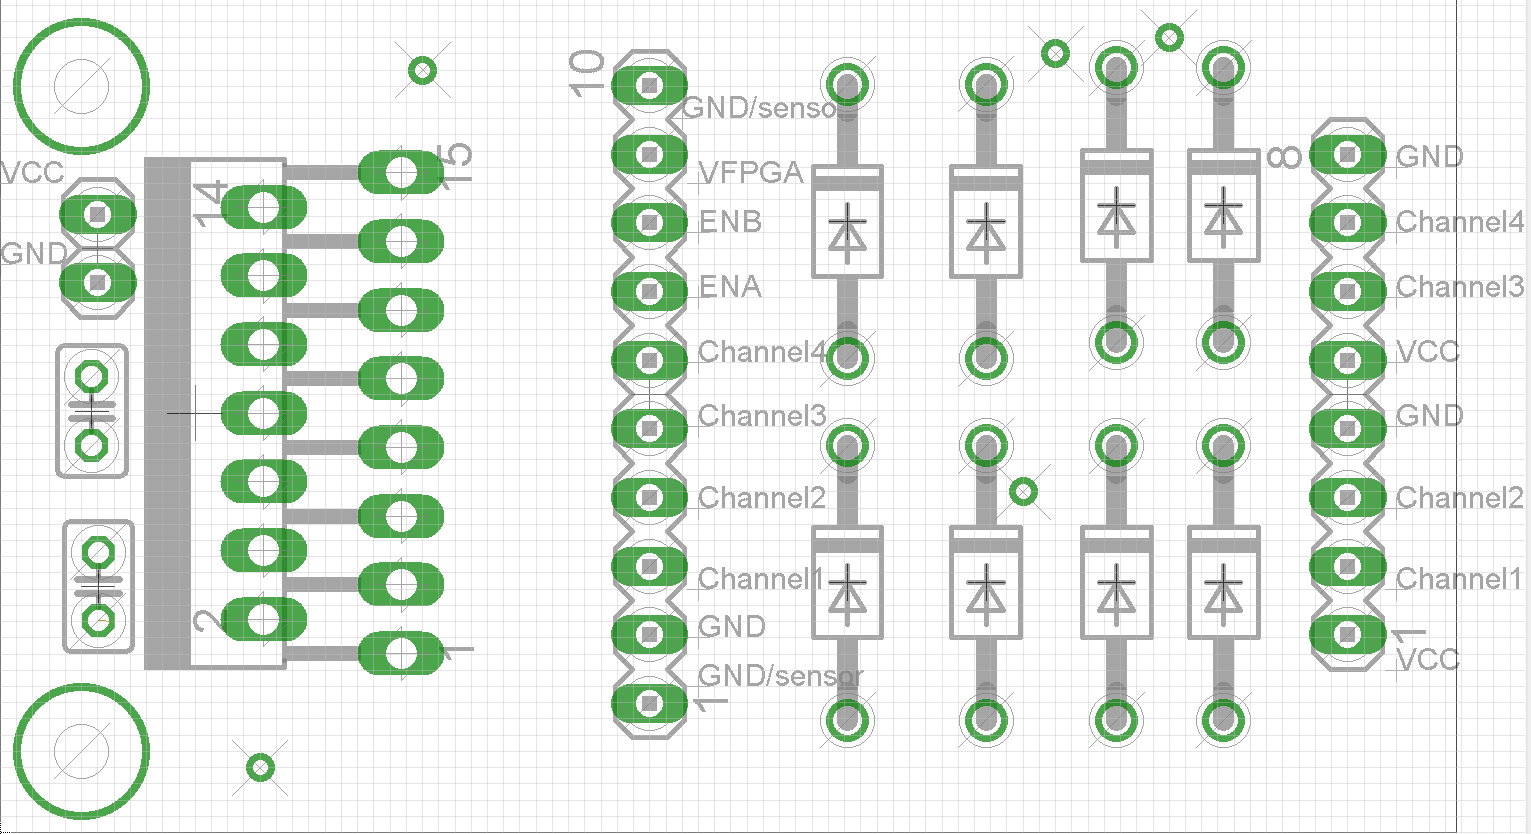 VCC
GND
14
2
15
1
10
GND/senso
VFPGA
ENB
ENA
Channel4
Channel3
Channel2
Channel1
GND
GND/sensor
1
8
GND
Channel4
Channel3
VCC
GND
Channel2
Channel1
1
VCC